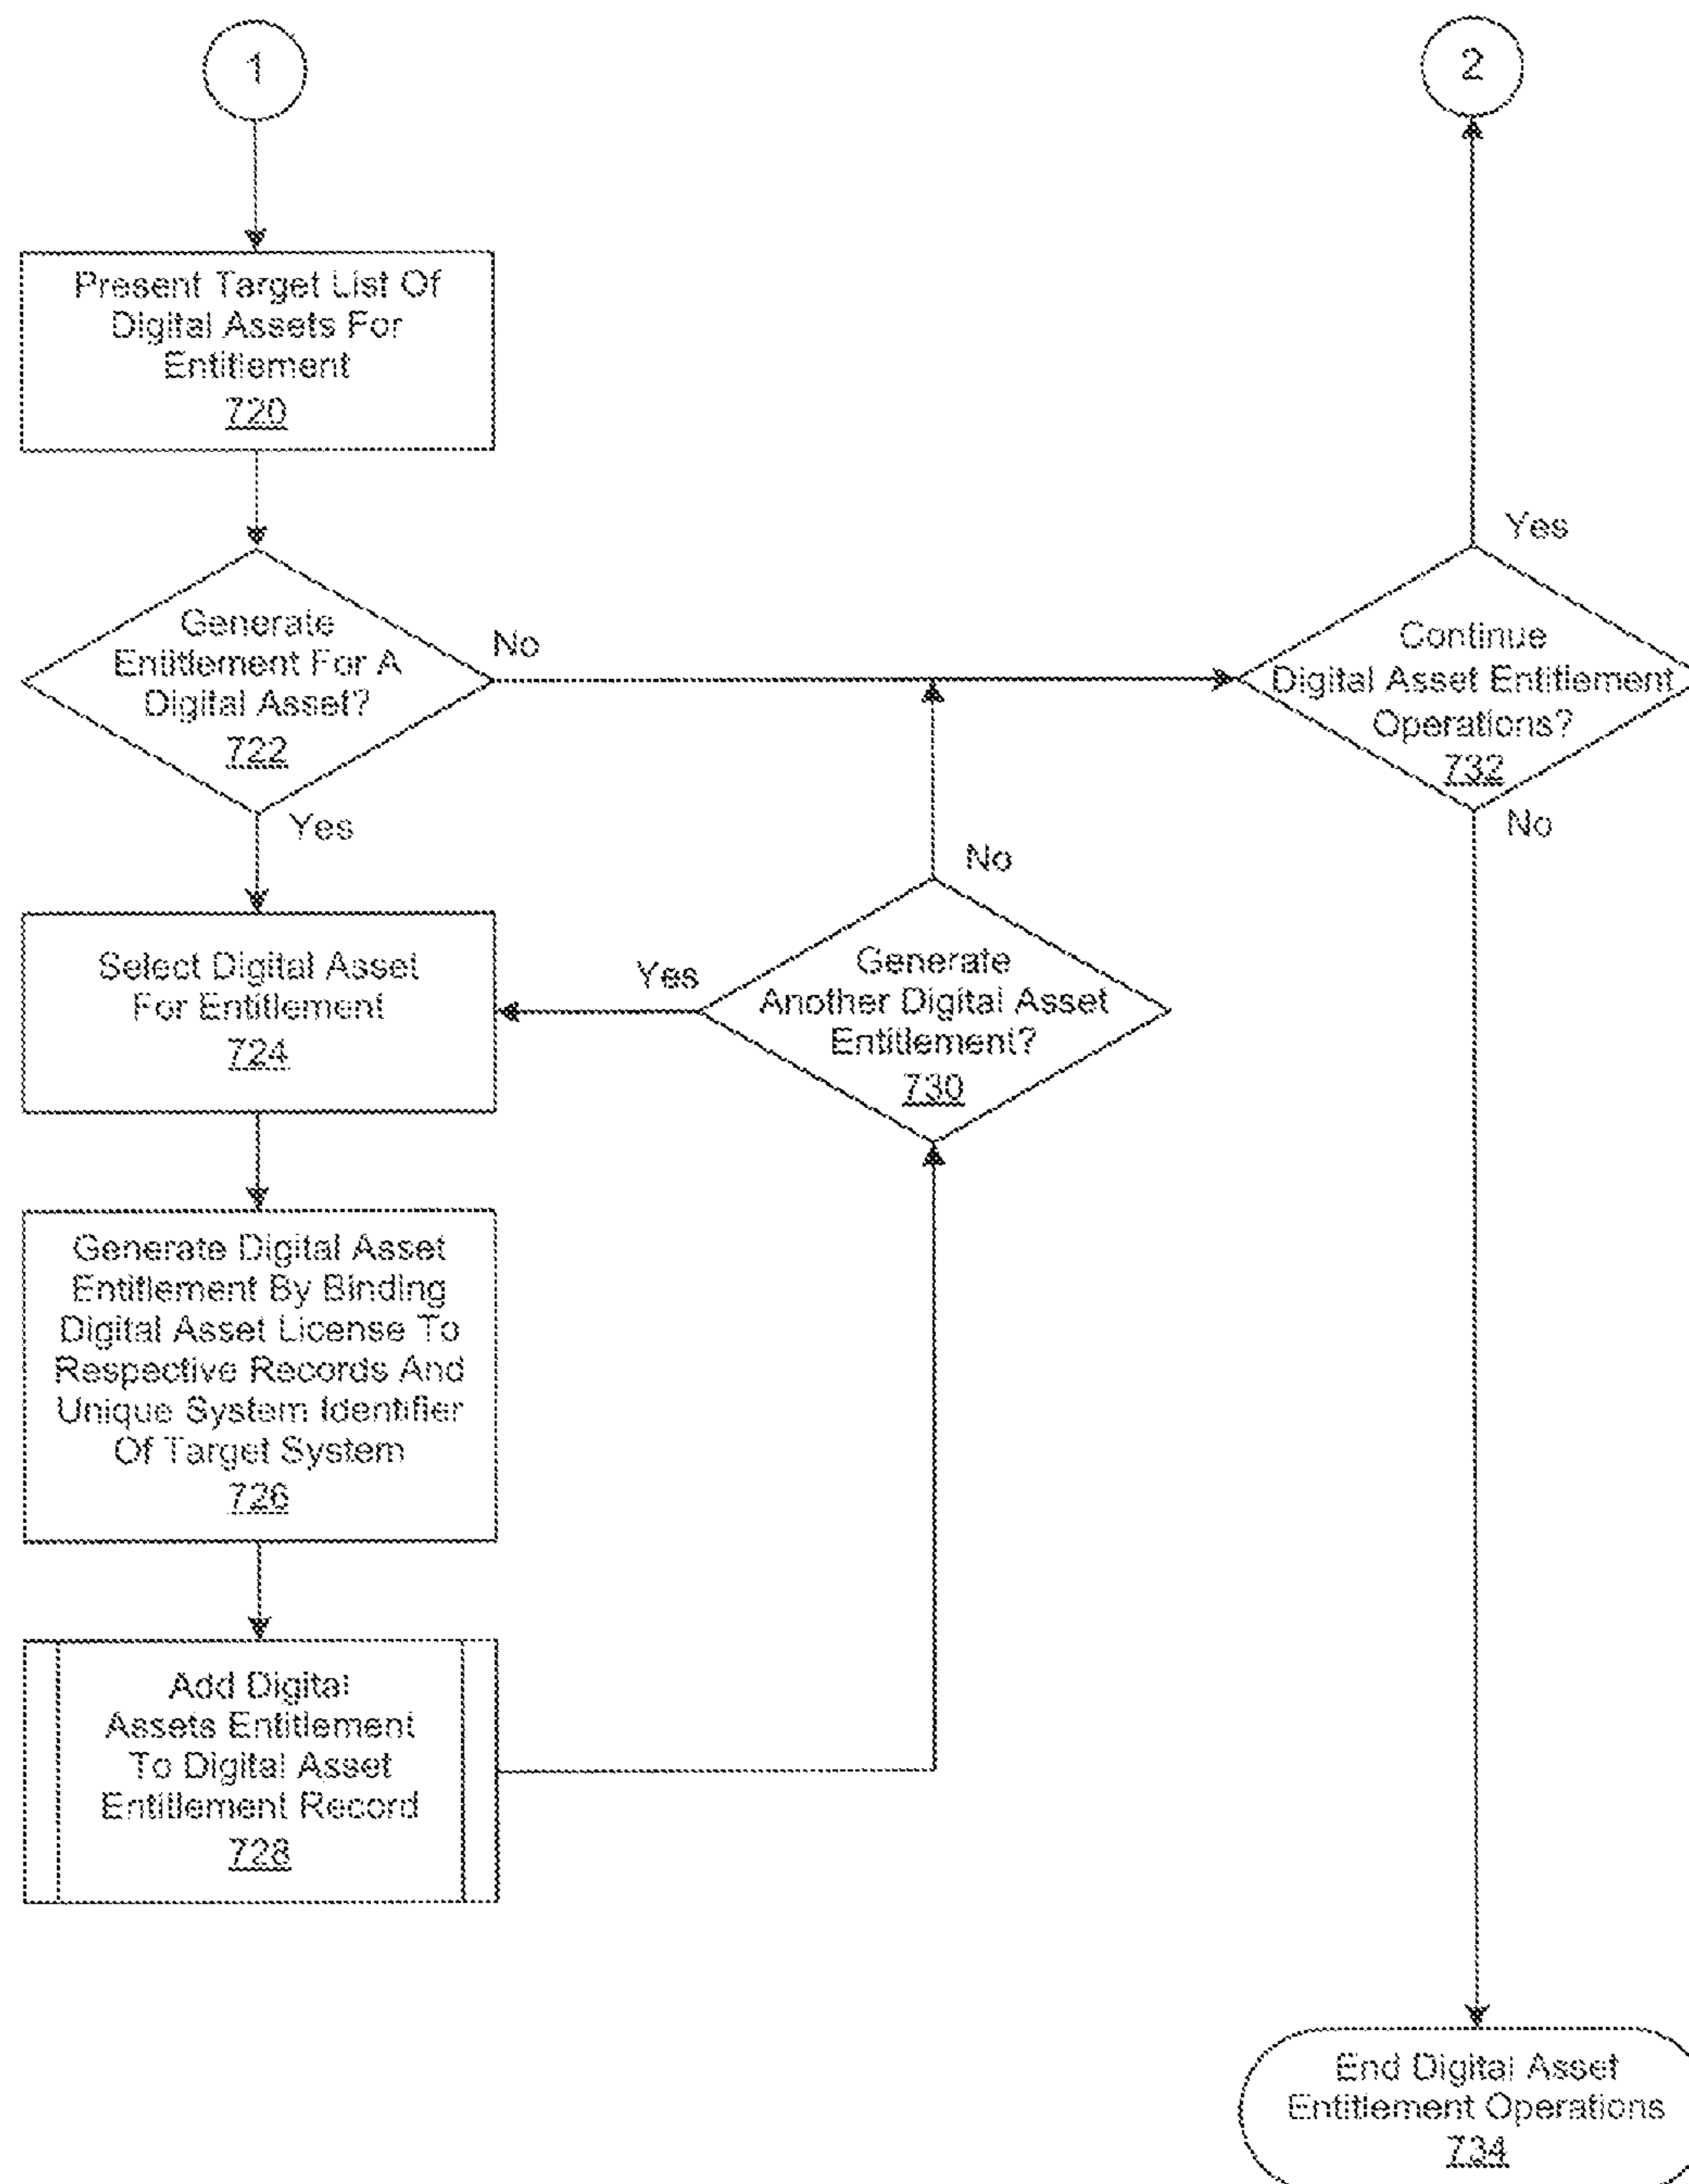 1
Present Target List Of
Digital Assets For
Entitlement
720
Generate
Entitlement For A
Digital Asset?
722
No
Yes
Select Digital Asset
For Entitlement
724
Generate Digital Asset
Entitlement By Binding
Digital Asset License To
Respective Records And
Unique System Identifier
Of Target System
726
Add Digital
Assets Entitlement
To Digital Asset
Entitlement Record
728
Generate
Another Digital Asset
Entitlement?
730
Yes
No
2
Yes
Continue
Digital Asset Entitlement
Operations?
732
No
End Digital Asset
Entitlement Operations
734